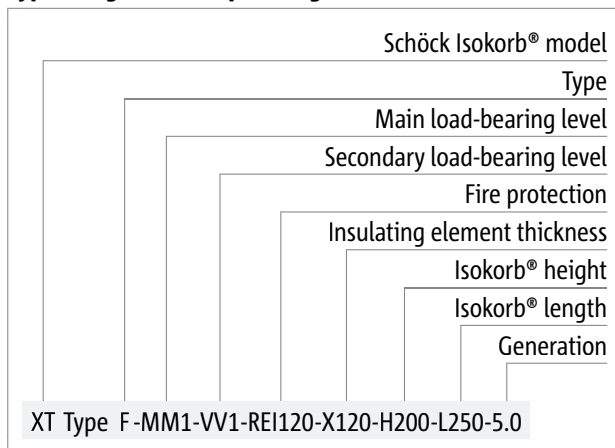 Schöck Isokorb® model
Type
Main load-bearing level
Secondary load-bearing level
Fire protection
Insulating element thickness
Isokorb® height
Isokorb® length
Generation
XT Type F-MM1-VV1-REI120-X120-H200-L250-5.0